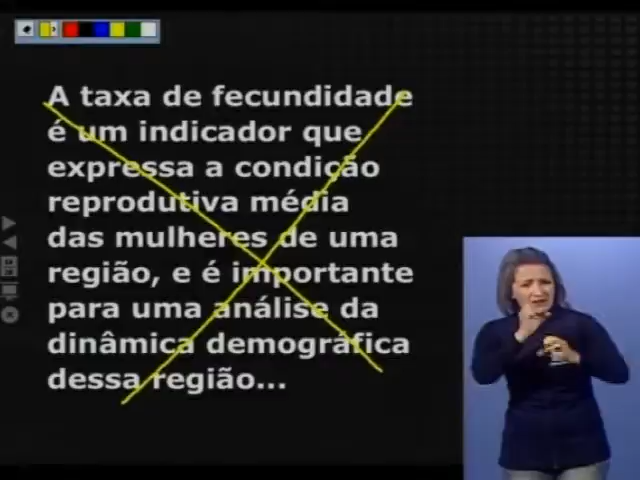 A taxa de fecundidade
é um indicador que
expressa a condição
reprodutiva média
das mulheres de uma
região, e é importante
para uma análise da
dinâmica demográfica
dessa região...